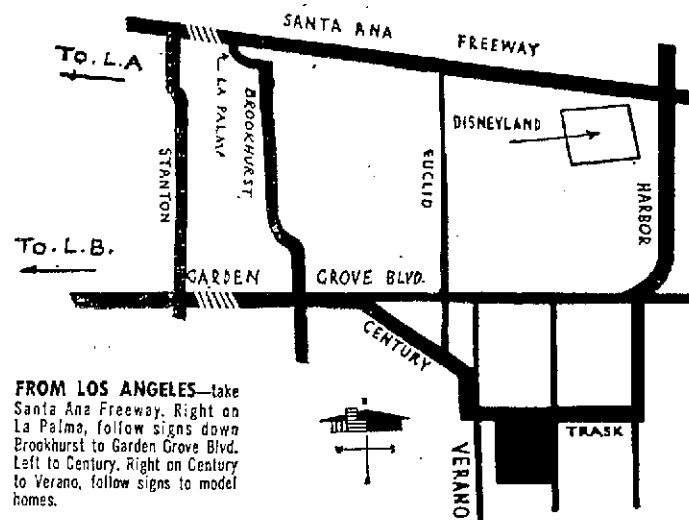 SANTA ANA FREEWAY
TO. L.A
LA PALMA
BROOKHURST
STANTON
DISNEYLAND
EUCLID
HARBOR
TO. L.B.
GARDEN GROVE BLVD.
CENTURY
FROM LOS ANGELES—take
Santa Ana Freeway. Right on
La Palma, follow signs down
Brookhurst to Garden Grove Blvd.
Left to Century. Right on Century
to Verano, follow signs to model
homes.
TRASK
VERANO